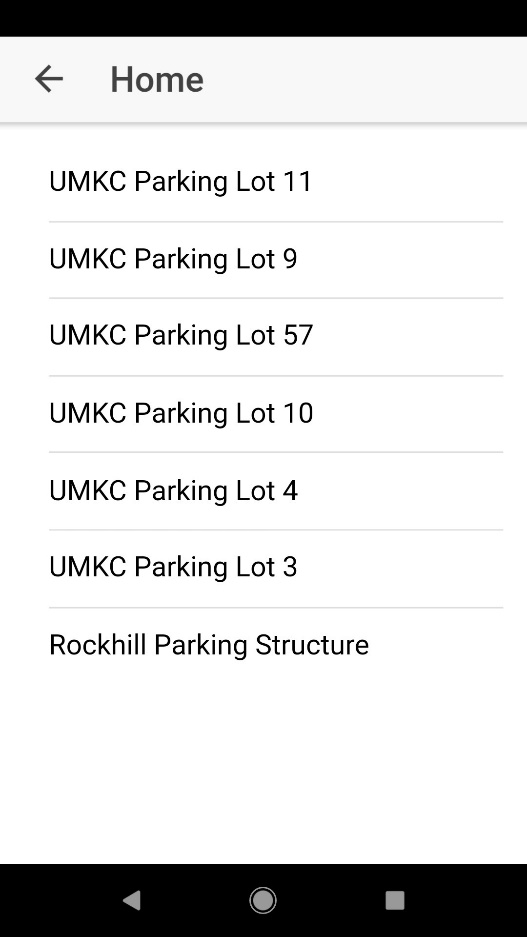 Home
UMKC Parking Lot 11
UMKC Parking Lot 9
UMKC Parking Lot 57
UMKC Parking Lot 10
UMKC Parking Lot 4
UMKC Parking Lot 3
Rockhill Parking Structure